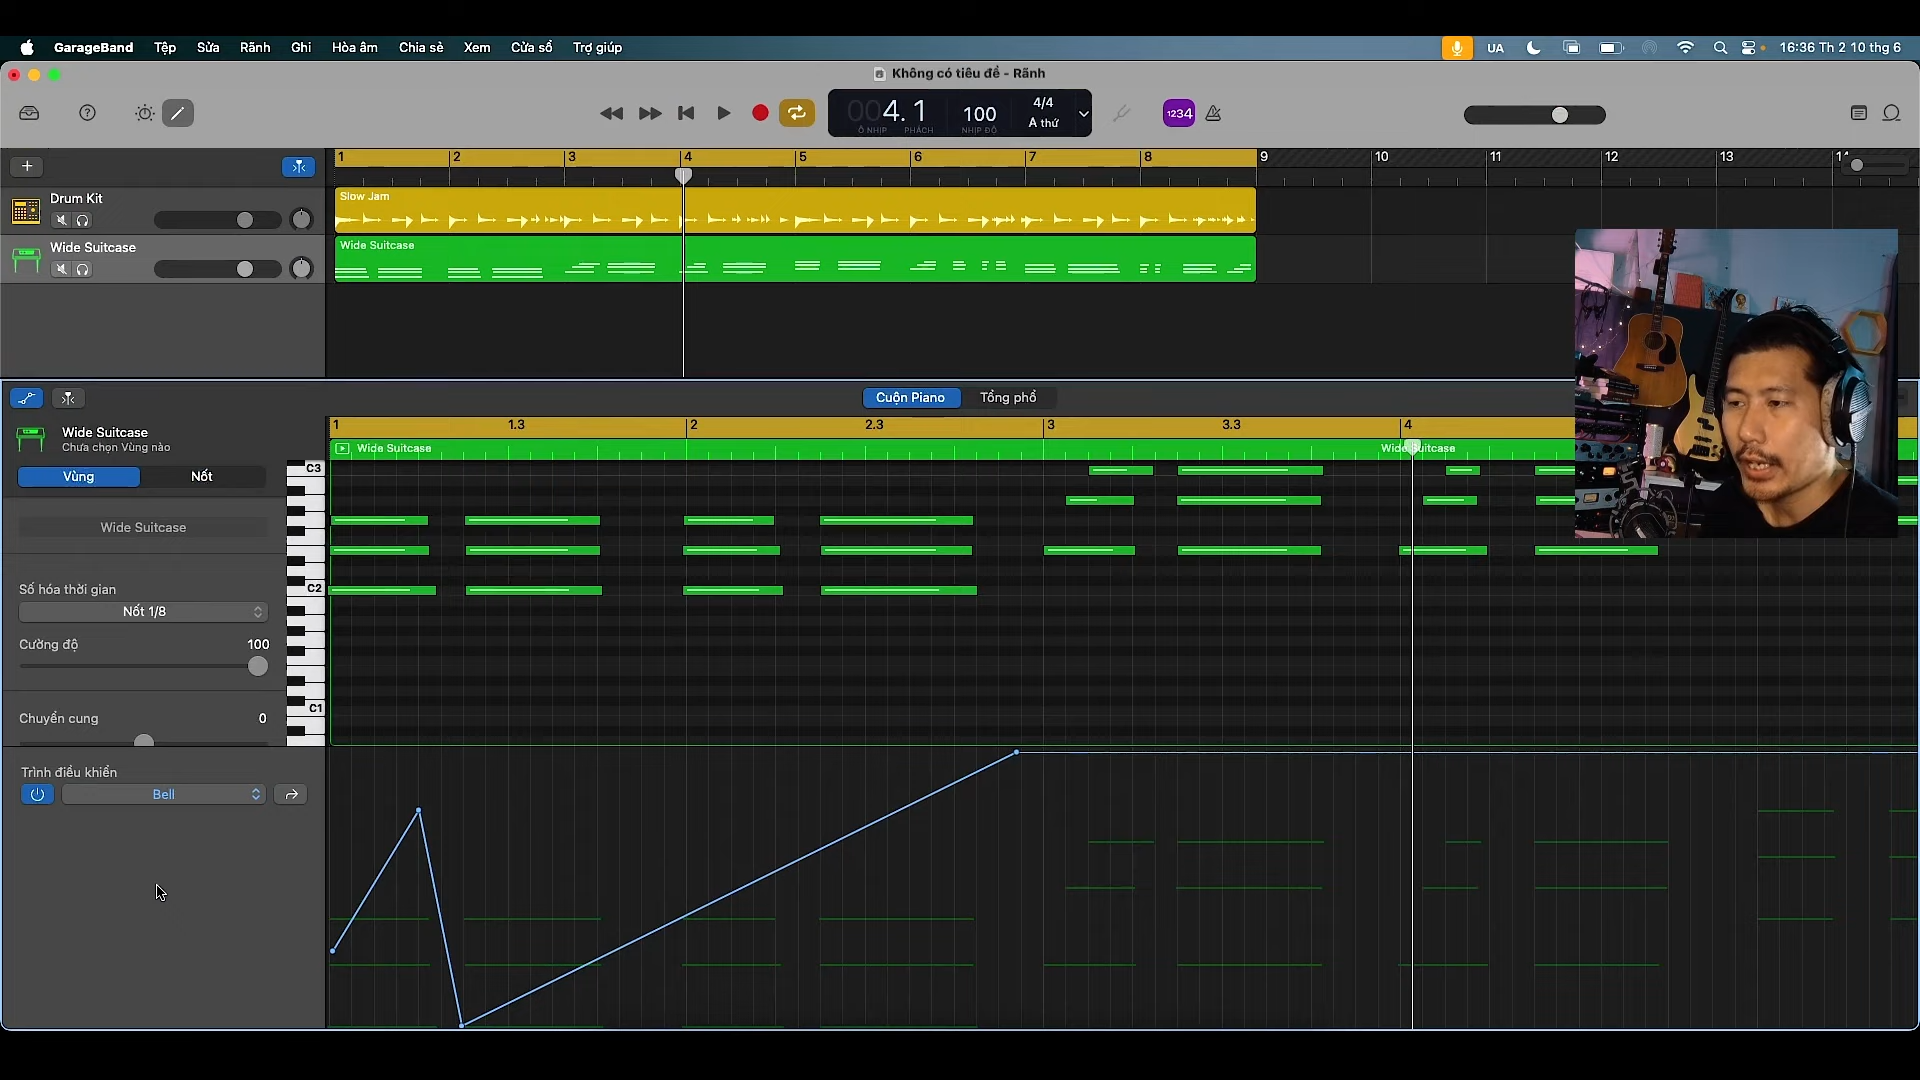 GarageBand Tệp Sửa Rãnh Ghi Hòa âm Chia sẻ Xem Cửa sổ Trợ giúp UA 16:36 Th 2 10 thg 6
Không có tiêu đề - Rãnh
004. 1 100 4/4 1234
Ô NHỊP PHÁCH NHỊP ĐỘ A thứ
1 2 3 4 5 6 7 8 9 10 11 12 13
Drum Kit
Slow Jam
Wide Suitcase
Wide Suitcase
Cuộn Piano Tổng phổ
1 1.3 2 2.3 3 3.3 4
Wide Suitcase
Chưa chọn Vùng nào
Wide Suitcase Wide Suitcase
Vùng Nốt
C3
Wide Suitcase
Số hóa thời gian
C2
Nốt 1/8
Cường độ 100
C1
Chuyển cung 0
Trình điều khiển
Bell